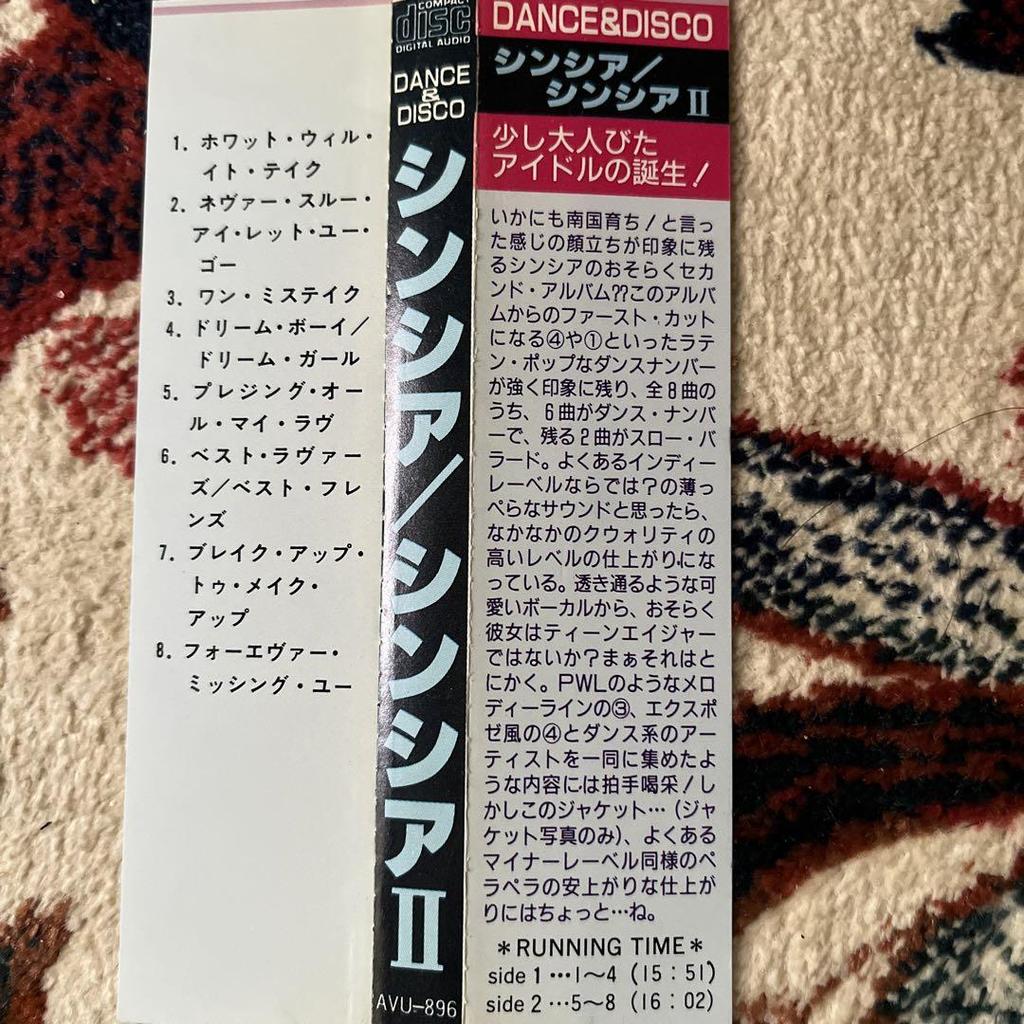 1. ホワット・ウィル・
イト・テイク
2. ネヴァー・スルー・
アイ・レット・ユー・
ゴー
3. ワン・ミステイク
4. ドリーム・ボーイ／
ドリーム・ガール
5. プレジング・オー
ル・マイ・ラヴ
6. ベスト・ラヴァー
ズ／ベスト・フレ
ンズ
7. ブレイク・アップ・
トゥ・メイク・
アップ
8. フォーエヴァー・
ミッシング・ユー
COMPACT
disc
DIGITAL AUDIO
DANCE
&
DISCO
シンシア／シンシアⅡ
AVU-896
DANCE&DISCO
シンシア／
シンシアⅡ
少し大人びた
アイドルの誕生！
いかにも南国育ち！と言っ
た感じの顔立ちが印象に残
るシンシアのおそらくセカ
ンド・アルバム??このアルバ
ムからのファースト・カット
になる④や①といったラテ
ン・ポップなダンスナンバー
が強く印象に残り、全8曲の
うち、6曲がダンス・ナンバ
ーで、残る2曲がスロー・バ
ラード。よくあるインディー
レーベルならでは？の薄っ
ぺらなサウンドと思ったら、
なかなかのクウォリティの
高いレベルの仕上がりにな
っている。透き通るような可
愛いボーカルから、おそらく
彼女はティーンエイジャー
ではないか？まぁそれはと
にかく。PWLのようなメロ
ディーラインの③、エクスポ
ゼ風の④とダンス系のアー
ティストを一同に集めたよ
うな内容には拍手喝采！し
かしこのジャケット…（ジャ
ケット写真のみ）、よくある
マイナーレーベル同様のペ
ラペラの安上がりな仕上が
りにはちょっと…ね。
＊RUNNING TIME＊
side 1…1〜4 (15：51)
side 2…5〜8 (16：02)